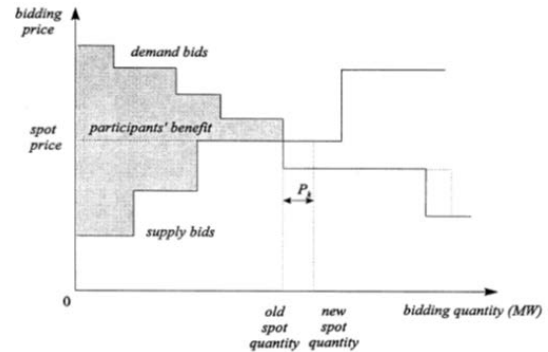 bidding
price
demand bids
spot
price
participants' benefit
P_k
supply bids
0
old
spot
quantity
new
spot
quantity
bidding quantity (MW)